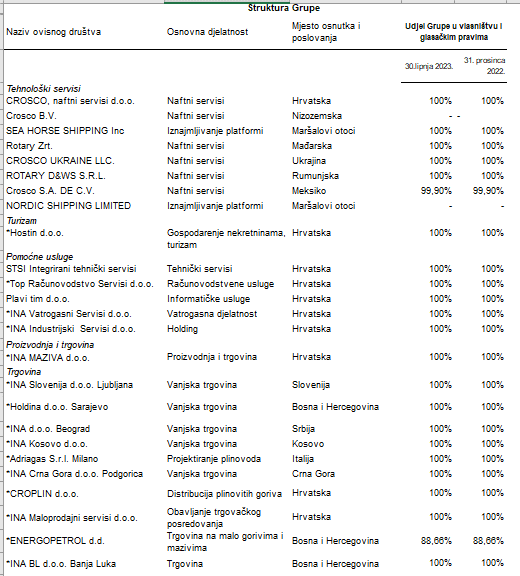 Struktura Grupe
Naziv ovisnog društva Osnovna djelatnost Mjesto osnutka i poslovanja Udjel Grupe u vlasništvu i glasačkim pravima
30.lipnja 2023. 31. prosinca 2022.
Tehnološki servisi
CROSCO, naftni servisi d.o.o. Naftni servisi Hrvatska 100% 100%
Crosco B.V. Naftni servisi Nizozemska - -
SEA HORSE SHIPPING Inc Iznajmljivanje platformi Maršalovi otoci 100% 100%
Rotary Zrt. Naftni servisi Mađarska 100% 100%
CROSCO UKRAINE LLC. Naftni servisi Ukrajina 100% 100%
ROTARY D&WS S.R.L. Naftni servisi Rumunjska 100% 100%
Crosco S.A. DE C.V. Naftni servisi Meksiko 99,90% 99,90%
NORDIC SHIPPING LIMITED Iznajmljivanje platformi Maršalovi otoci - -
Turizam
*Hostin d.o.o. Gospodarenje nekretninama, turizam Hrvatska 100% 100%
Pomoćne usluge
STSI Integrirani tehnički servisi Tehnički servisi Hrvatska 100% 100%
*Top Računovodstvo Servisi d.o.o. Računovodstvene usluge Hrvatska 100% 100%
Plavi tim d.o.o. Informatičke usluge Hrvatska 100% 100%
*INA Vatrogasni Servisi d.o.o. Vatrogasna djelatnost Hrvatska 100% 100%
*INA Industrijski Servisi d.o.o. Holding Hrvatska 100% 100%
Proizvodnja i trgovina
*INA MAZIVA d.o.o. Proizvodnja i trgovina Hrvatska 100% 100%
Trgovina
*INA Slovenija d.o.o. Ljubljana Vanjska trgovina Slovenija 100% 100%
*Holdina d.o.o. Sarajevo Vanjska trgovina Bosna i Hercegovina 100% 100%
*INA d.o.o. Beograd Vanjska trgovina Srbija 100% 100%
*INA Kosovo d.o.o. Vanjska trgovina Kosovo 100% 100%
*Adriagas S.r.l. Milano Projektiranje plinovoda Italija 100% 100%
*INA Crna Gora d.o.o. Podgorica Vanjska trgovina Crna Gora 100% 100%
*CROPLIN d.o.o. Distribucija plinovitih goriva Hrvatska 100% 100%
*INA Maloprodajni servisi d.o.o. Obavljanje trgovačkog posredovanja Hrvatska 100% 100%
*ENERGOPETROL d.d. Trgovina na malo gorivima i mazivima Bosna i Hercegovina 88,66% 88,66%
*INA BL d.o.o. Banja Luka Trgovina Bosna i Hercegovina 100% 100%